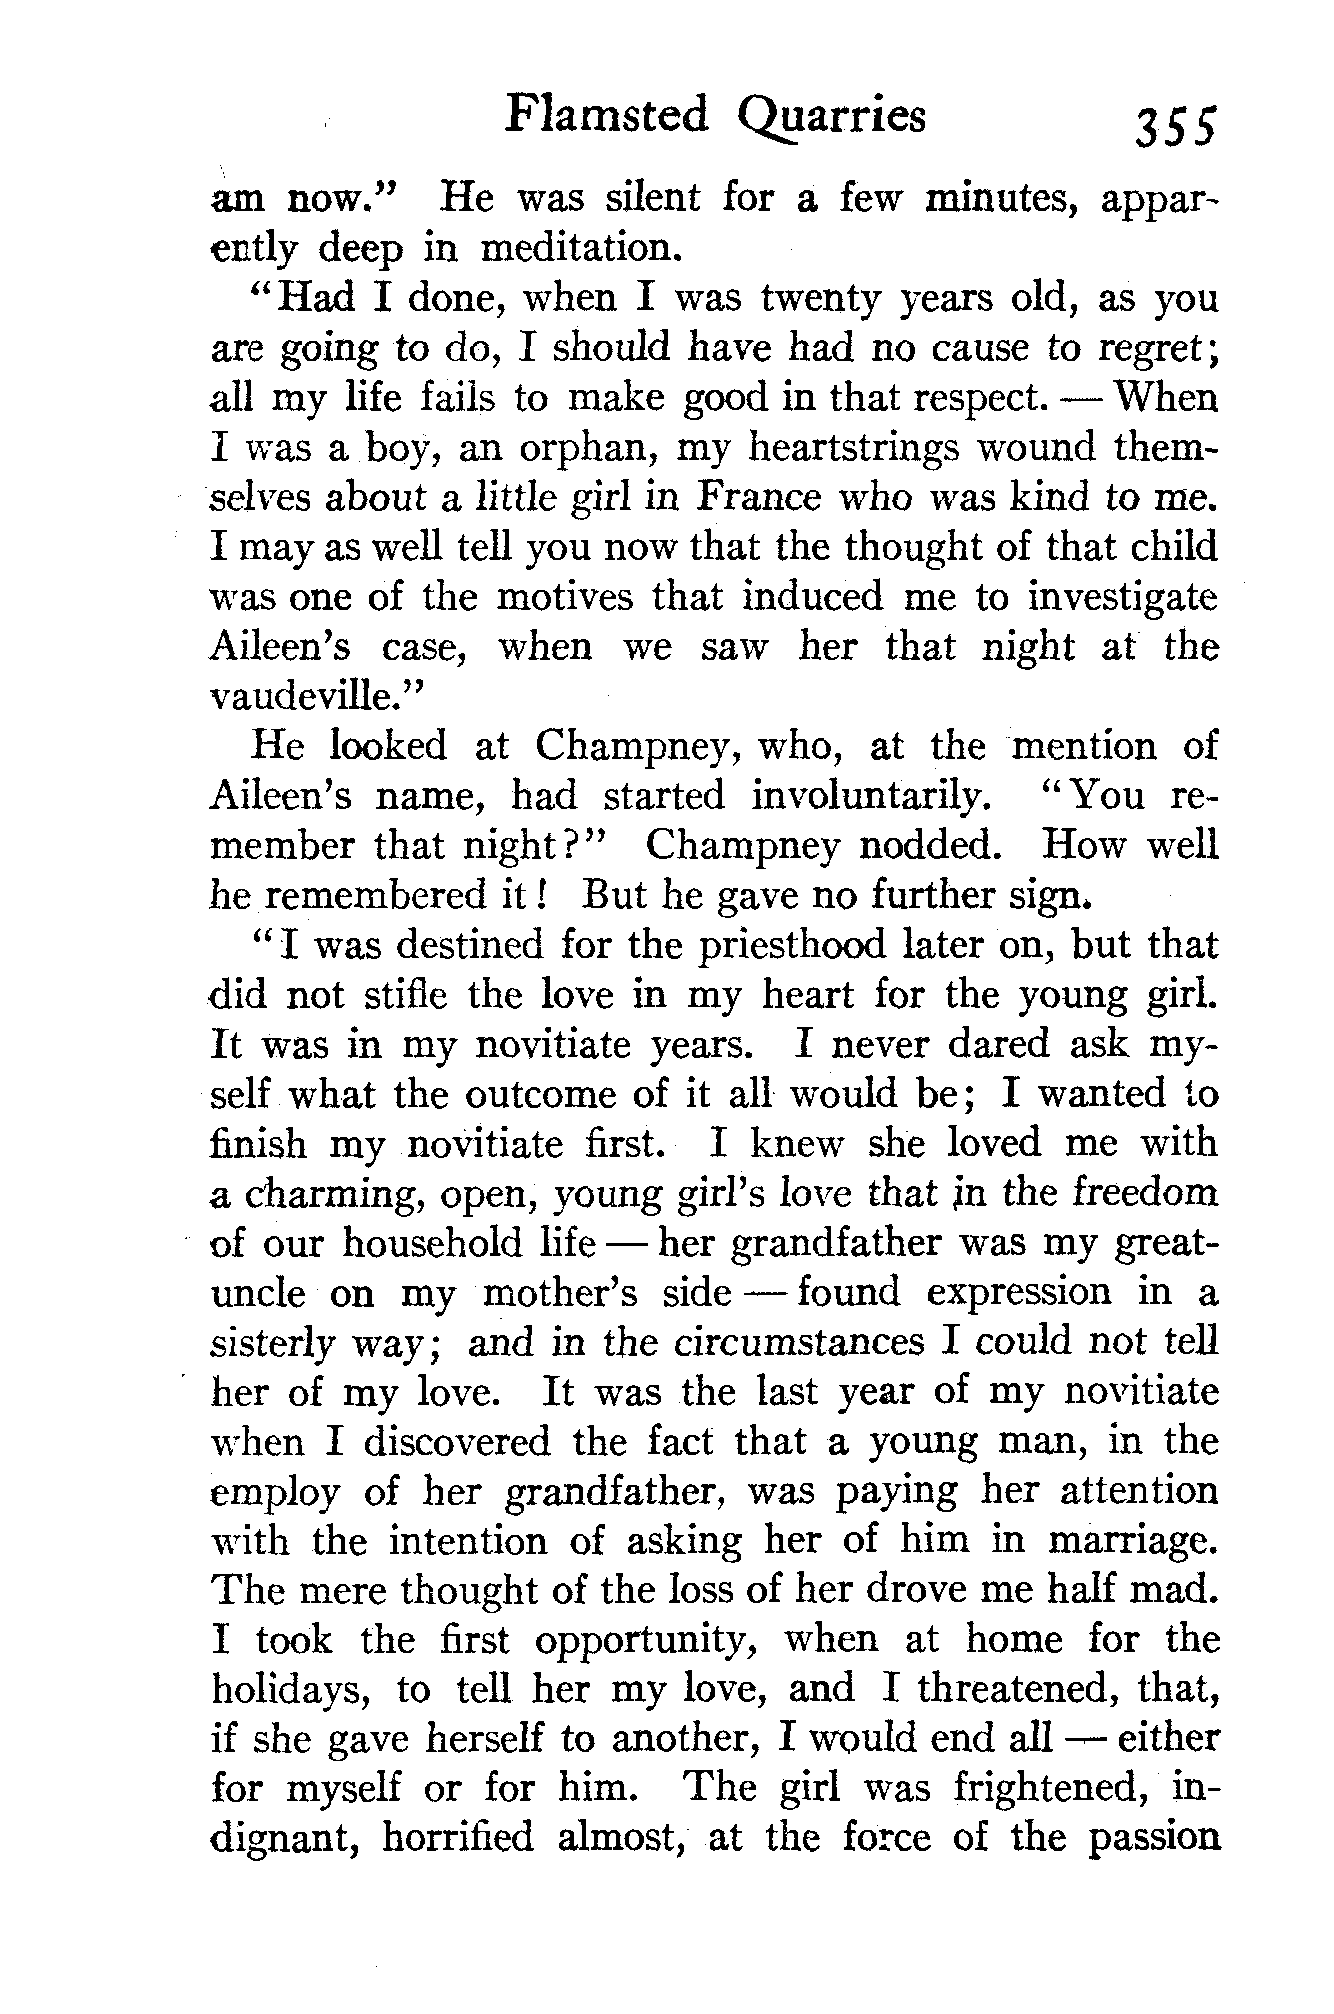 Flamsted Quarries 355
am now." He was silent for a few minutes, appar-
ently deep in meditation.
"Had I done, when I was twenty years old, as you
are going to do, I should have had no cause to regret;
all my life fails to make good in that respect. — When
I was a boy, an orphan, my heartstrings wound them-
selves about a little girl in France who was kind to me.
I may as well tell you now that the thought of that child
was one of the motives that induced me to investigate
Aileen's case, when we saw her that night at the
vaudeville."
He looked at Champney, who, at the mention of
Aileen's name, had started involuntarily. "You re-
member that night?" Champney nodded. How well
he remembered it! But he gave no further sign.
"I was destined for the priesthood later on, but that
did not stifle the love in my heart for the young girl.
It was in my novitiate years. I never dared ask my-
self what the outcome of it all would be; I wanted to
finish my novitiate first. I knew she loved me with
a charming, open, young girl's love that in the freedom
of our household life — her grandfather was my great-
uncle on my mother's side — found expression in a
sisterly way; and in the circumstances I could not tell
her of my love. It was the last year of my novitiate
when I discovered the fact that a young man, in the
employ of her grandfather, was paying her attention
with the intention of asking her of him in marriage.
The mere thought of the loss of her drove me half mad.
I took the first opportunity, when at home for the
holidays, to tell her my love, and I threatened, that,
if she gave herself to another, I would end all — either
for myself or for him. The girl was frightened, in-
dignant, horrified almost, at the force of the passion